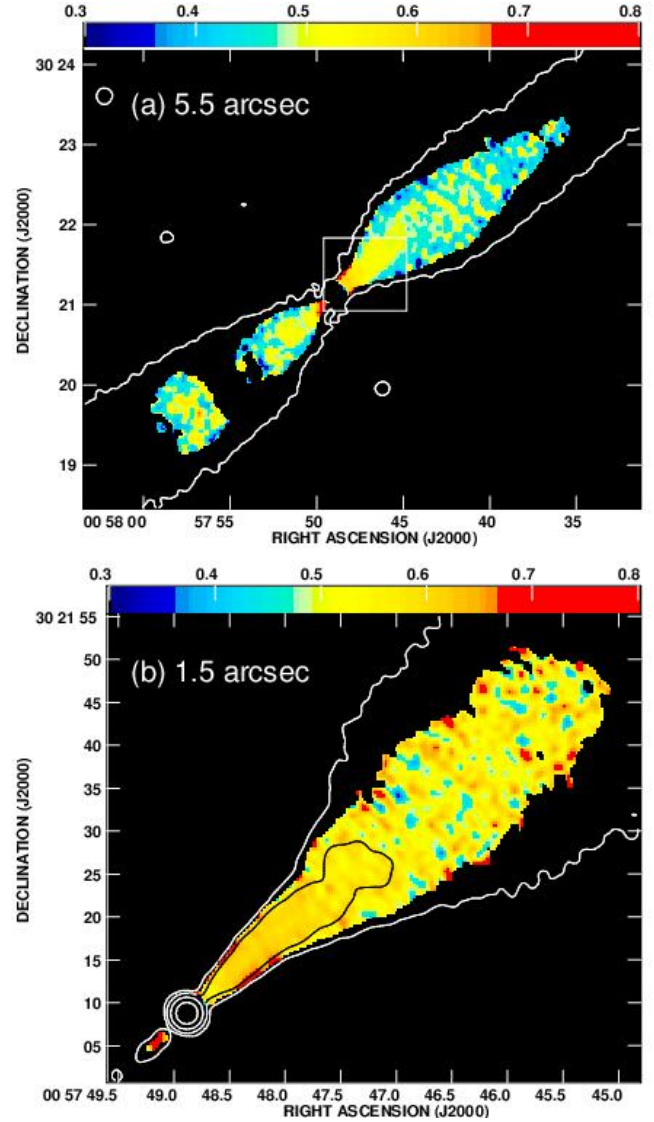 0.3 0.4 0.5 0.6 0.7 0.8
30 24
(a) 5.5 arcsec
23
22
21
20
19
DECLINATION (J2000)
00 58 00 57 55 50 45 40 35
RIGHT ASCENSION (J2000)
0.3 0.4 0.5 0.6 0.7 0.8
30 21 55
(b) 1.5 arcsec
50
45
40
35
30
25
20
15
10
05
DECLINATION (J2000)
00 57 49.5 49.0 48.5 48.0 47.5 47.0 46.5 46.0 45.5 45.0
RIGHT ASCENSION (J2000)